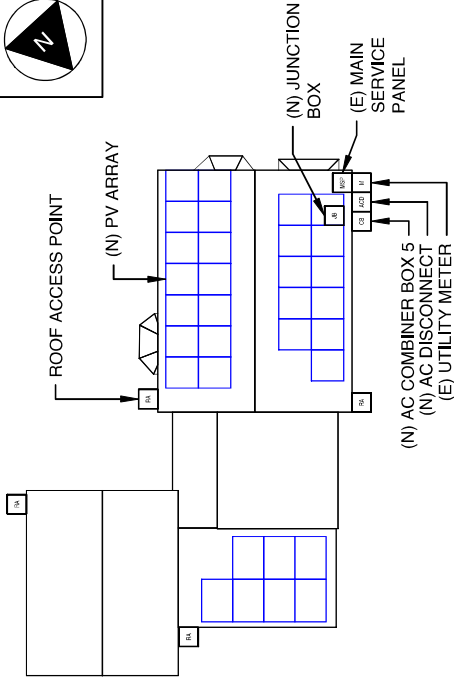 N
ROOF ACCESS POINT
(N) PV ARRAY
(N) JUNCTION
BOX
(E) MAIN
SERVICE
PANEL
RA
RA
RA
RA
JB
MSP
M
ACD
CB
(N) AC COMBINER BOX 5
(N) AC DISCONNECT
(E) UTILITY METER